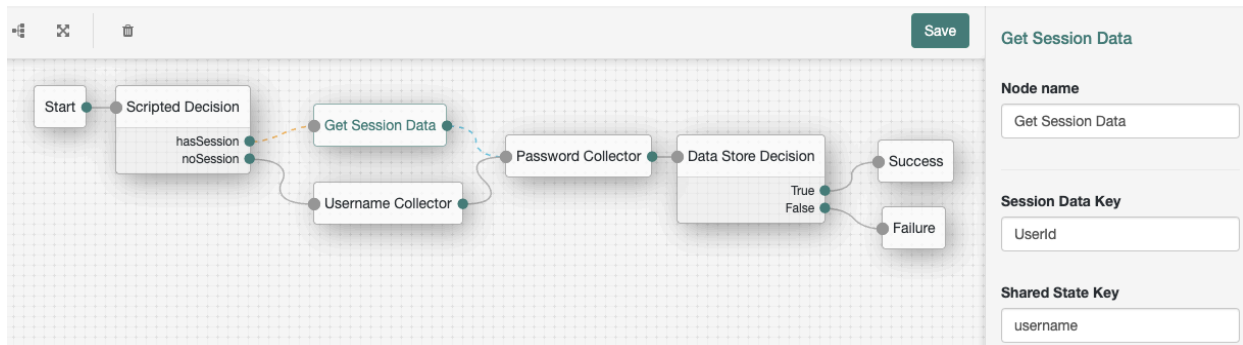 Save
Start
Scripted Decision
hasSession
noSession
Get Session Data
Username Collector
Password Collector
Data Store Decision
True
False
Success
Failure
Get Session Data
Node name
Get Session Data
Session Data Key
UserId
Shared State Key
username